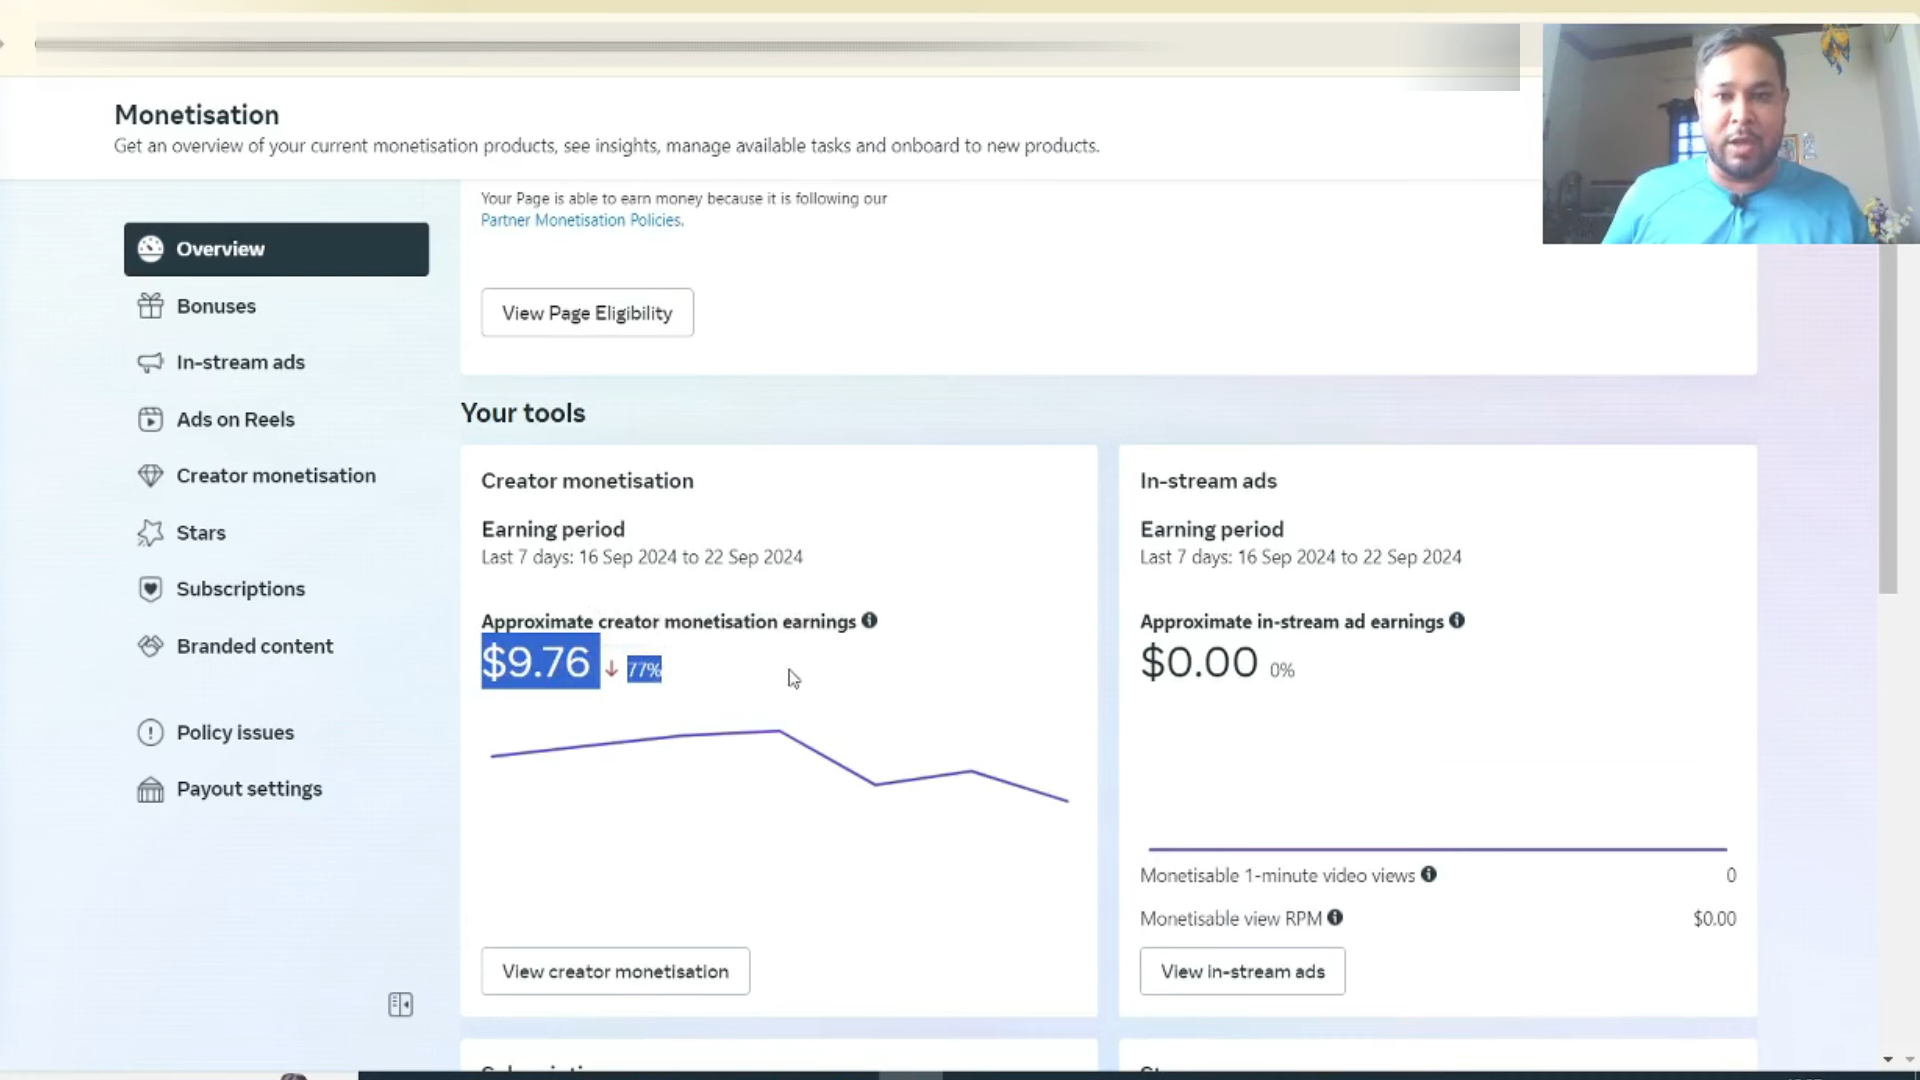 Monetisation
Get an overview of your current monetisation products, see insights, manage available tasks and onboard to new products.
Overview
Bonuses
In-stream ads
Ads on Reels
Creator monetisation
Stars
Subscriptions
Branded content
Policy issues
Payout settings
Your Page is able to earn money because it is following our
Partner Monetisation Policies.
View Page Eligibility
Your tools
Creator monetisation
Earning period
Last 7 days: 16 Sep 2024 to 22 Sep 2024
Approximate creator monetisation earnings
$9.76 ↓ 77%
View creator monetisation
In-stream ads
Earning period
Last 7 days: 16 Sep 2024 to 22 Sep 2024
Approximate in-stream ad earnings
$0.00 0%
Monetisable 1-minute video views 0
Monetisable view RPM $0.00
View in-stream ads